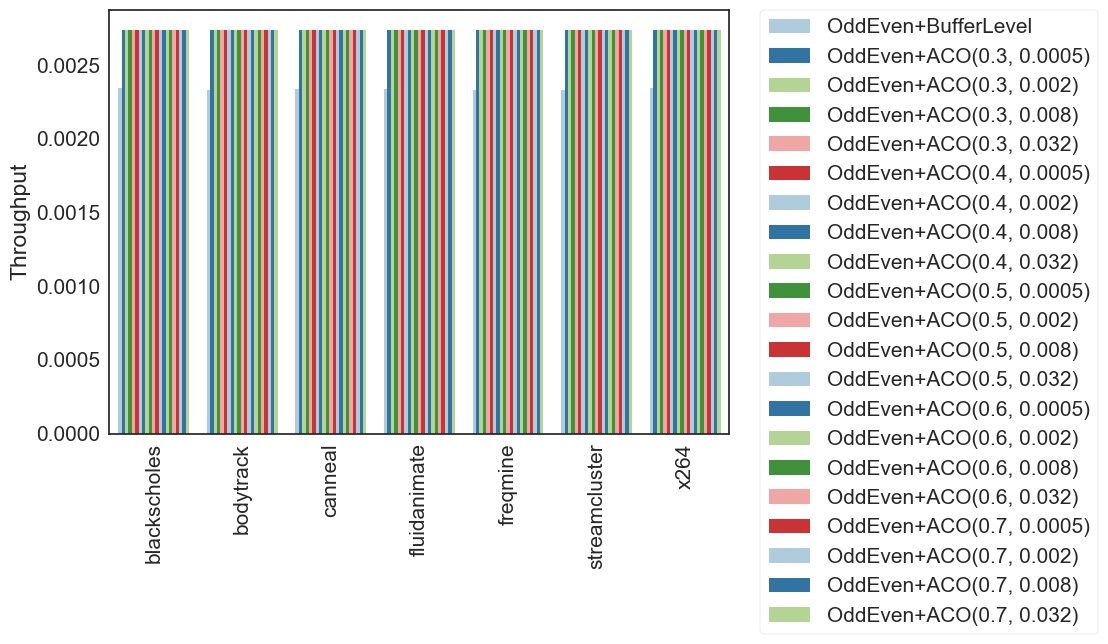 Throughput
0.0025
0.0020
0.0015
0.0010
0.0005
0.0000
blackscholes
bodytrack
canneal
fluidanimate
freqmine
streamcluster
x264
OddEven+BufferLevel
OddEven+ACO(0.3, 0.0005)
OddEven+ACO(0.3, 0.002)
OddEven+ACO(0.3, 0.008)
OddEven+ACO(0.3, 0.032)
OddEven+ACO(0.4, 0.0005)
OddEven+ACO(0.4, 0.002)
OddEven+ACO(0.4, 0.008)
OddEven+ACO(0.4, 0.032)
OddEven+ACO(0.5, 0.0005)
OddEven+ACO(0.5, 0.002)
OddEven+ACO(0.5, 0.008)
OddEven+ACO(0.5, 0.032)
OddEven+ACO(0.6, 0.0005)
OddEven+ACO(0.6, 0.002)
OddEven+ACO(0.6, 0.008)
OddEven+ACO(0.6, 0.032)
OddEven+ACO(0.7, 0.0005)
OddEven+ACO(0.7, 0.002)
OddEven+ACO(0.7, 0.008)
OddEven+ACO(0.7, 0.032)